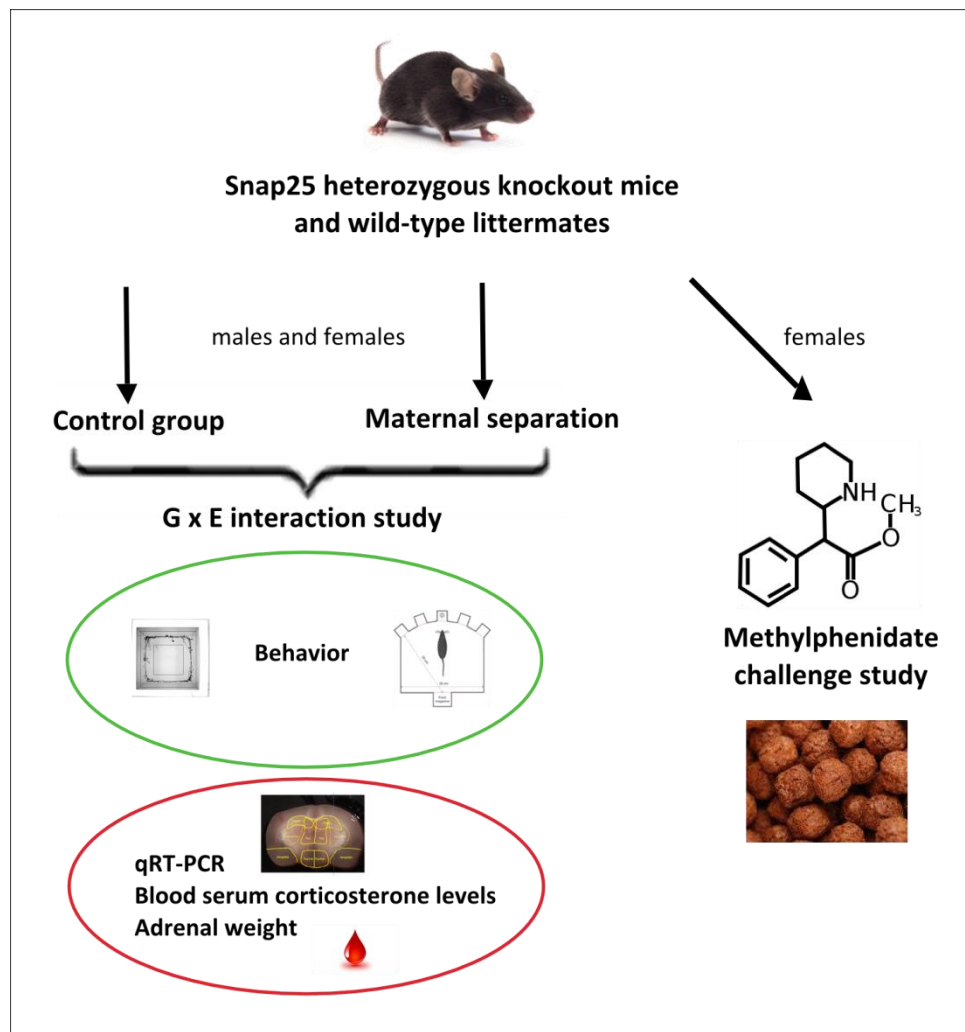 Snap25 heterozygous knockout mice
and wild-type littermates
males and females
females
Control group
Maternal separation
G x E interaction study
Behavior
NH
CH₃
O
O
Methylphenidate
challenge study
qRT-PCR
Blood serum corticosterone levels
Adrenal weight